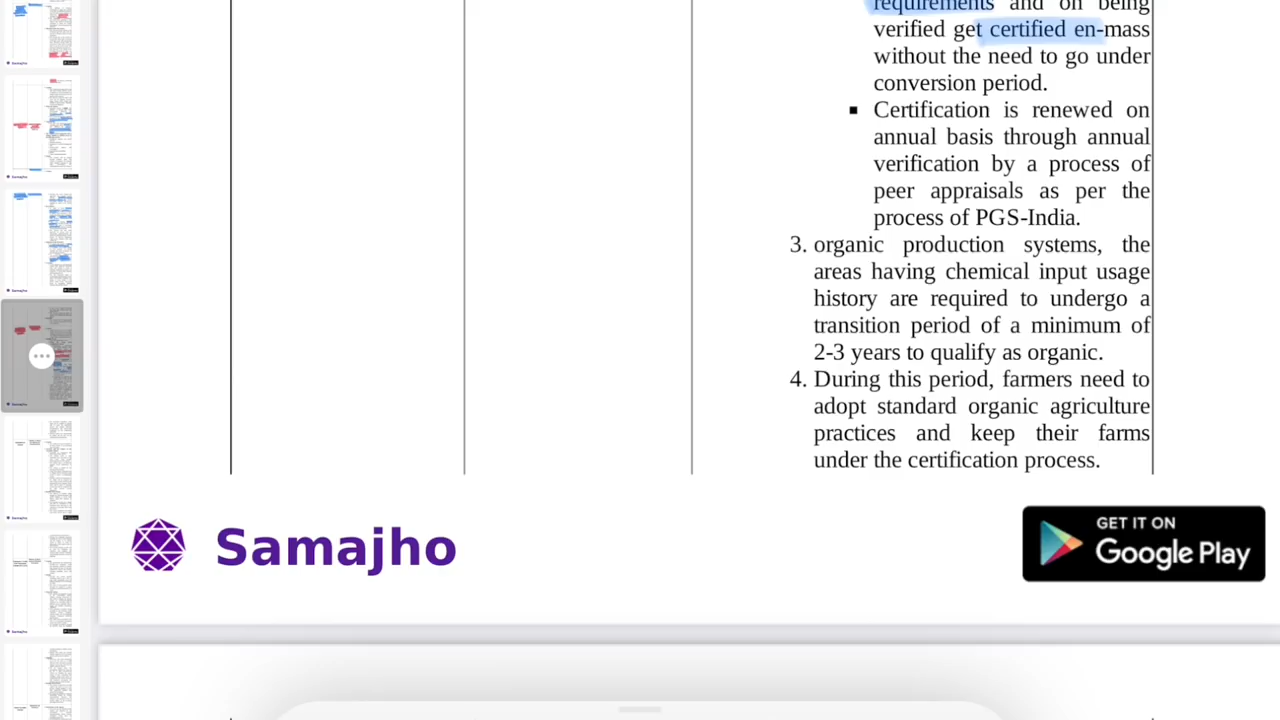 requirements and on being
verified get certified en-mass
without the need to go under
conversion period.
▪ Certification is renewed on
annual basis through annual
verification by a process of
peer appraisals as per the
process of PGS-India.
3. organic production systems, the
areas having chemical input usage
history are required to undergo a
transition period of a minimum of
2-3 years to qualify as organic.
4. During this period, farmers need to
adopt standard organic agriculture
practices and keep their farms
under the certification process.
Samajho
GET IT ON
Google Play